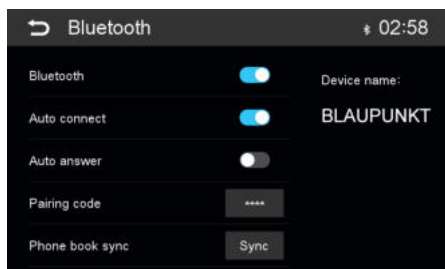 Bluetooth 02:58
Bluetooth
Device name:
Auto connect
BLAUPUNKT
Auto answer
Pairing code ****
Phone book sync Sync